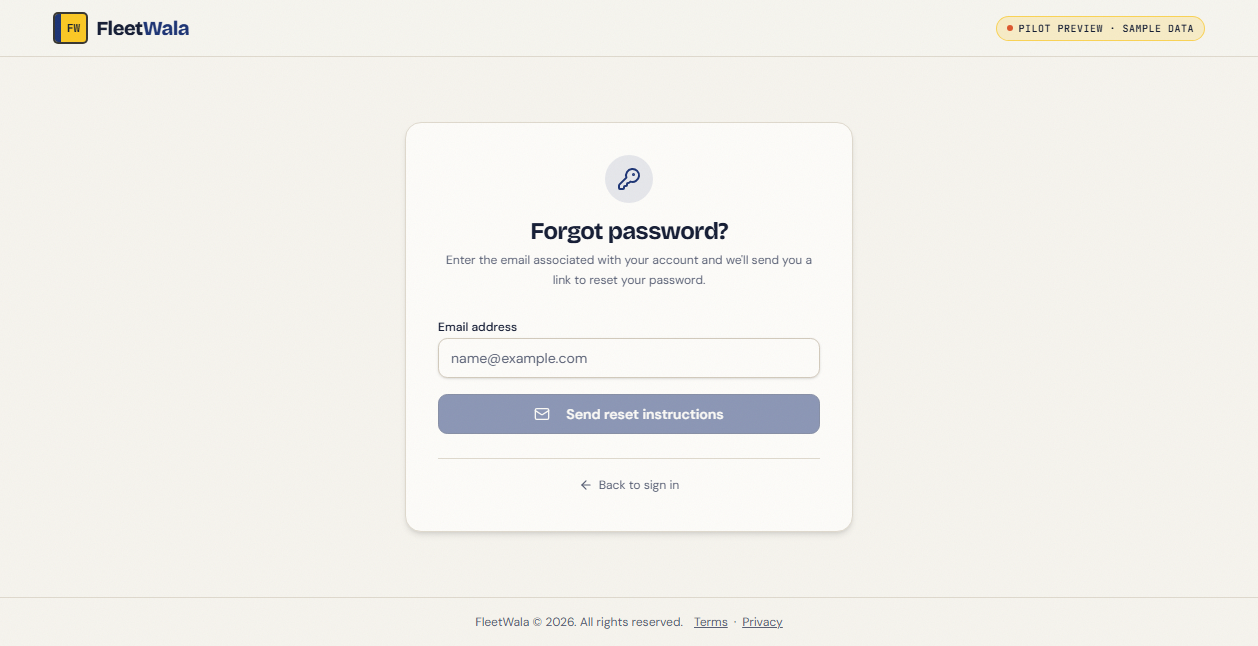 FW FleetWala
PILOT PREVIEW · SAMPLE DATA
Forgot password?
Enter the email associated with your account and we'll send you a
link to reset your password.
Email address
name@example.com
Send reset instructions
← Back to sign in
FleetWala © 2026. All rights reserved. Terms · Privacy